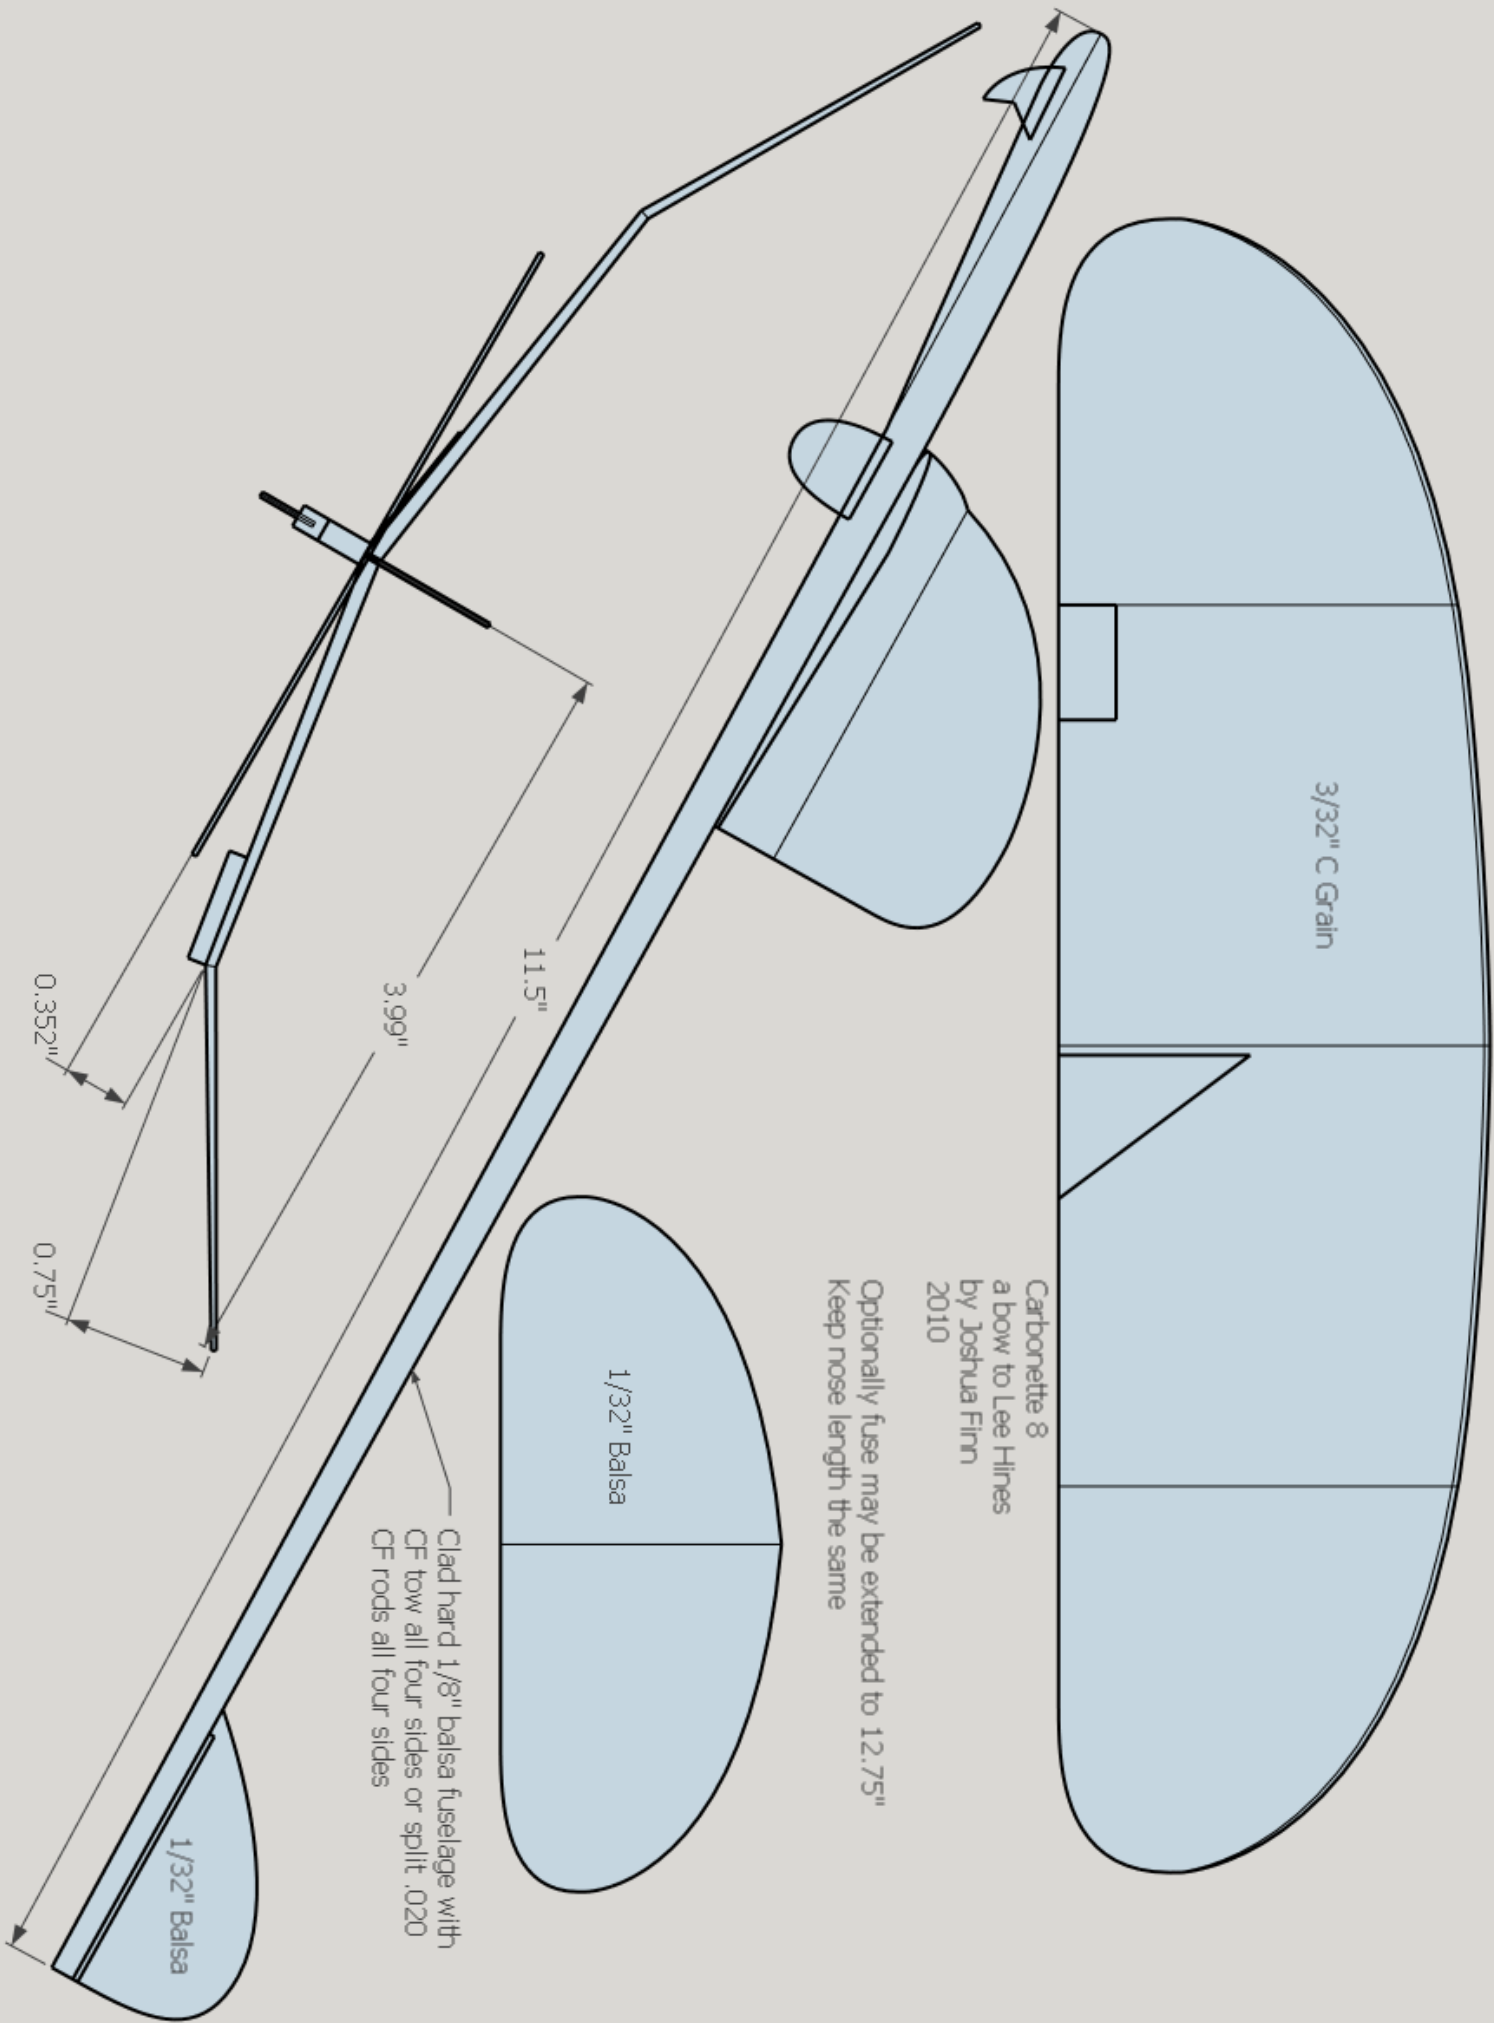 3/32" C Grain
Carbonette 8
a bow to Lee Hines
by Joshua Finn
2010
Optionally fuse may be extended to 12.75"
Keep nose length the same
1/32" Balsa
11.5"
Clad hard 1/8" balsa fuselage with
CF tow all four sides or split .020
CF rods all four sides
3.99"
1/32" Balsa
0.352"
0.75"